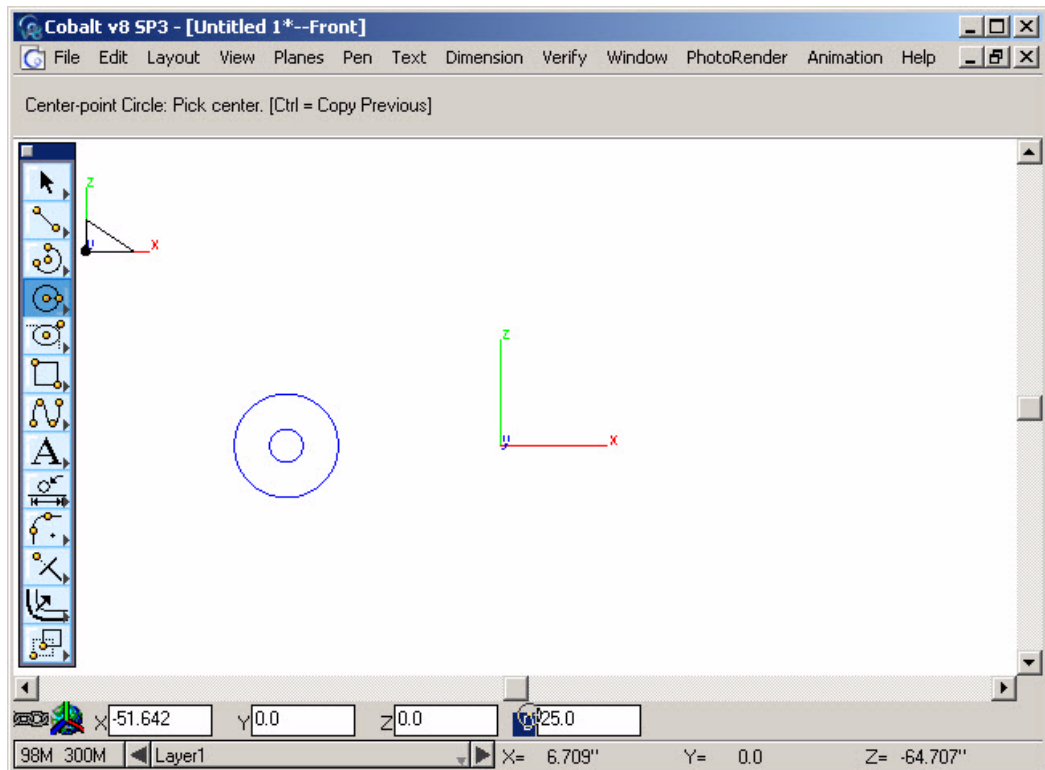 Cobalt v8 SP3 - [Untitled 1*--Front]
File Edit Layout View Planes Pen Text Dimension Verify Window PhotoRender Animation Help
Center-point Circle: Pick center. [Ctrl = Copy Previous]
z
y x
A
z
y x
X -51.642 Y 0.0 Z 0.0 25.0
98M 300M Layer1 X= 6.709" Y= 0.0 Z= -64.707"